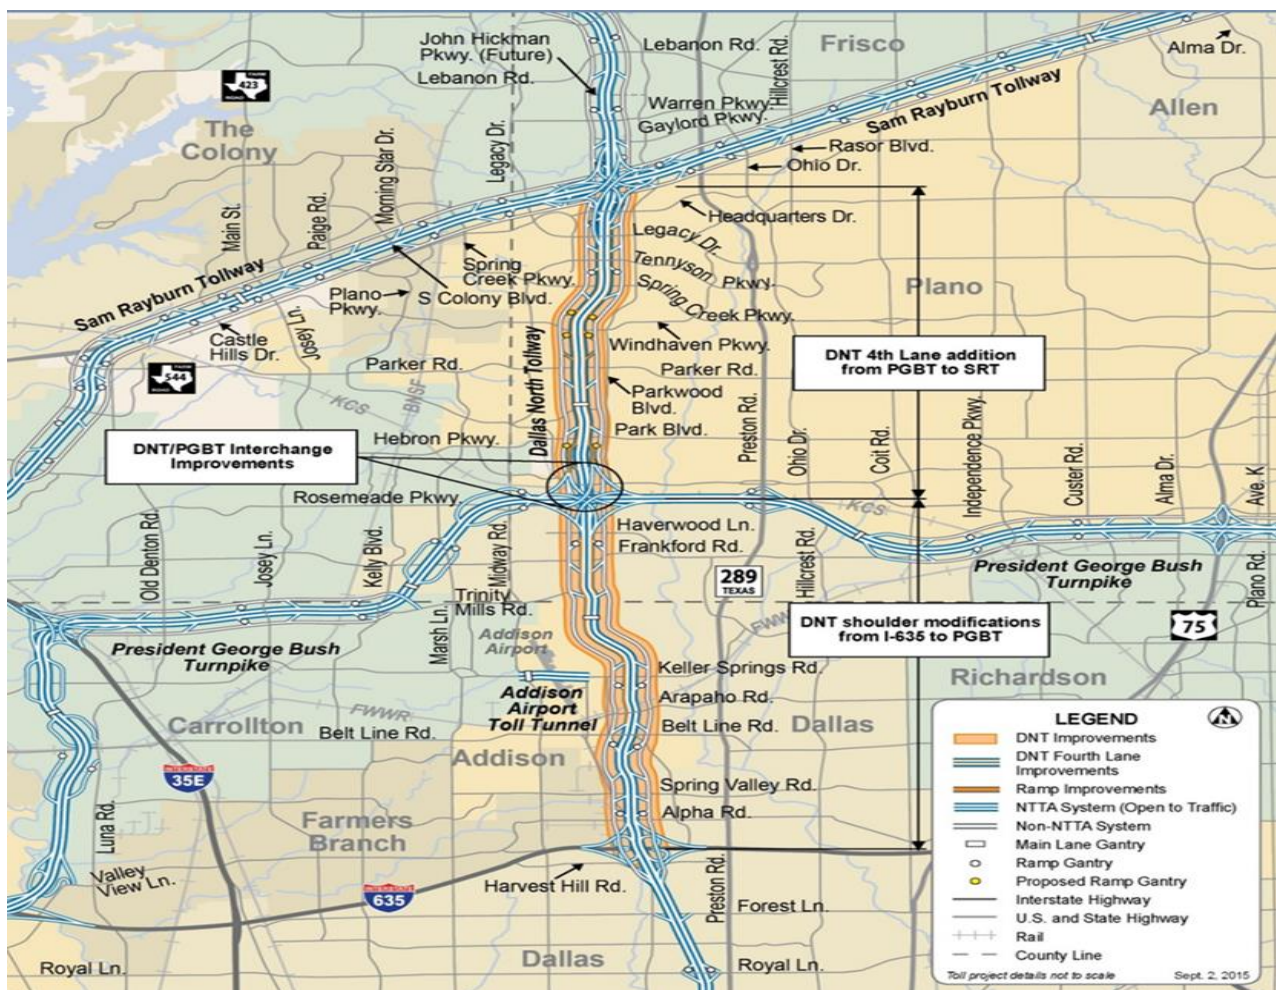 John Hickman
Pkwy. (Future)
Lebanon Rd.
Lebanon Rd.
Hillcrest Rd.
Frisco
Alma Dr.
FARM
423
ROAD
The
Colony
Morning Star Dr.
Legacy Dr.
Warren Pkwy.
Gaylord Pkwy.
Sam Rayburn Tollway
Allen
Rasor Blvd.
Ohio Dr.
Main St.
Paige Rd.
Headquarters Dr.
Legacy Dr.
Tennyson Pkwy.
Spring Creek Pkwy.
Plano
Sam Rayburn Tollway
Spring
Creek Pkwy.
S Colony Blvd.
Plano
Pkwy.
Castle
Hills Dr.
Josey Ln.
Windhaven Pkwy.
DNT 4th Lane addition
from PGBT to SRT
FARM
544
ROAD
Parker Rd.
Parker Rd.
Parkwood
Blvd.
KCS
BNSF
Dallas North Tollway
Preston Rd.
Park Blvd.
Hebron Pkwy.
DNT/PGBT Interchange
Improvements
Ohio Dr.
Coit Rd.
Independence Pkwy.
Custer Rd.
Alma Dr.
Ave. K
Rosemeade Pkwy.
KCS
Haverwood Ln.
Frankford Rd.
Old Denton Rd.
Josey Ln.
Kelly Blvd.
Midway Rd.
289
TEXAS
Hillcrest Rd.
President George Bush
Turnpike
Plano Rd.
Trinity
Mills Rd.
Marsh Ln.
Addison
Airport
DNT shoulder modifications
from I-635 to PGBT
75
President George Bush
Turnpike
Keller Springs Rd.
Richardson
Addison
Airport
Toll Tunnel
Arapaho Rd.
Carrollton
FWWR
Belt Line Rd.
Belt Line Rd.
Dallas
Addison
INTERSTATE
35E
Spring Valley Rd.
Alpha Rd.
Luna Rd.
Farmers
Branch
Valley
View Ln.
INTERSTATE
635
Harvest Hill Rd.
Preston Rd.
Forest Ln.
Royal Ln.
Dallas
Royal Ln.
LEGEND
N
DNT Improvements
DNT Fourth Lane
Improvements
Ramp Improvements
NTTA System (Open to Traffic)
Non-NTTA System
Main Lane Gantry
Ramp Gantry
Proposed Ramp Gantry
Interstate Highway
U.S. and State Highway
Rail
County Line
Toll project details not to scale
Sept. 2, 2015